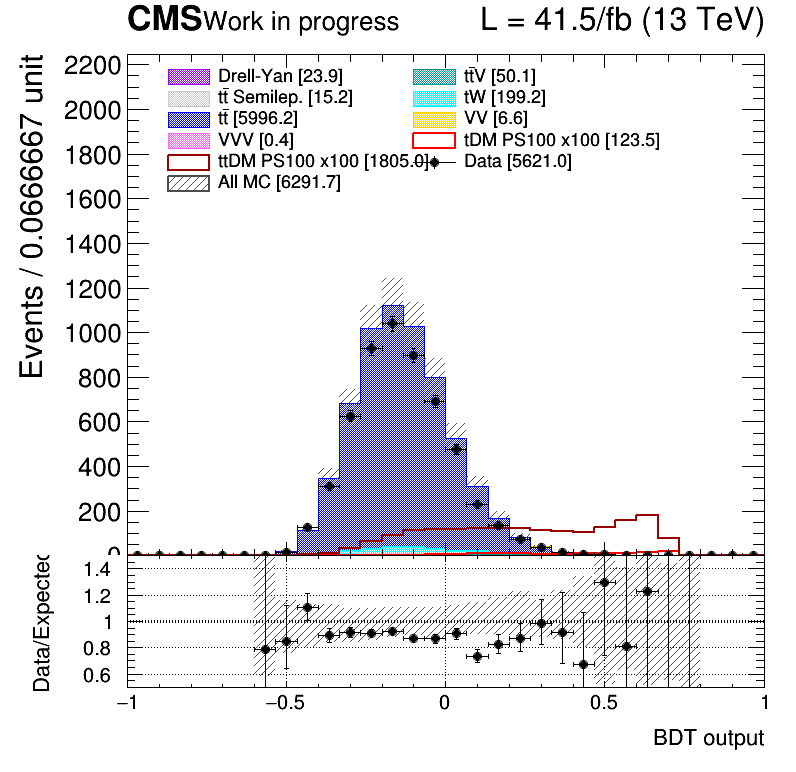 CMS Work in progress L = 41.5/fb (13 TeV)
Events / 0.0666667 unit
2200
2000
1800
1600
1400
1200
1000
800
600
400
200
0
Drell-Yan [23.9]
tt̄V [50.1]
tt̄ Semilep. [15.2]
tW [199.2]
tt̄ [5996.2]
VV [6.6]
VVV [0.4]
tDM PS100 x100 [123.5]
ttDM PS100 x100 [1805.0]
Data [5621.0]
All MC [6291.7]
Data/Expected
1.4
1.2
1
0.8
0.6
−1 −0.5 0 0.5 1
BDT output